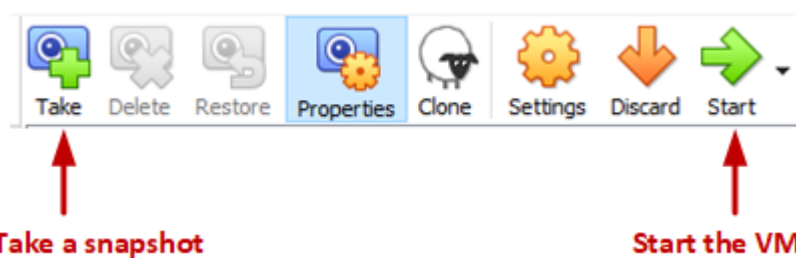 Take Delete Restore Properties Clone Settings Discard Start
Take a snapshot Start the VM